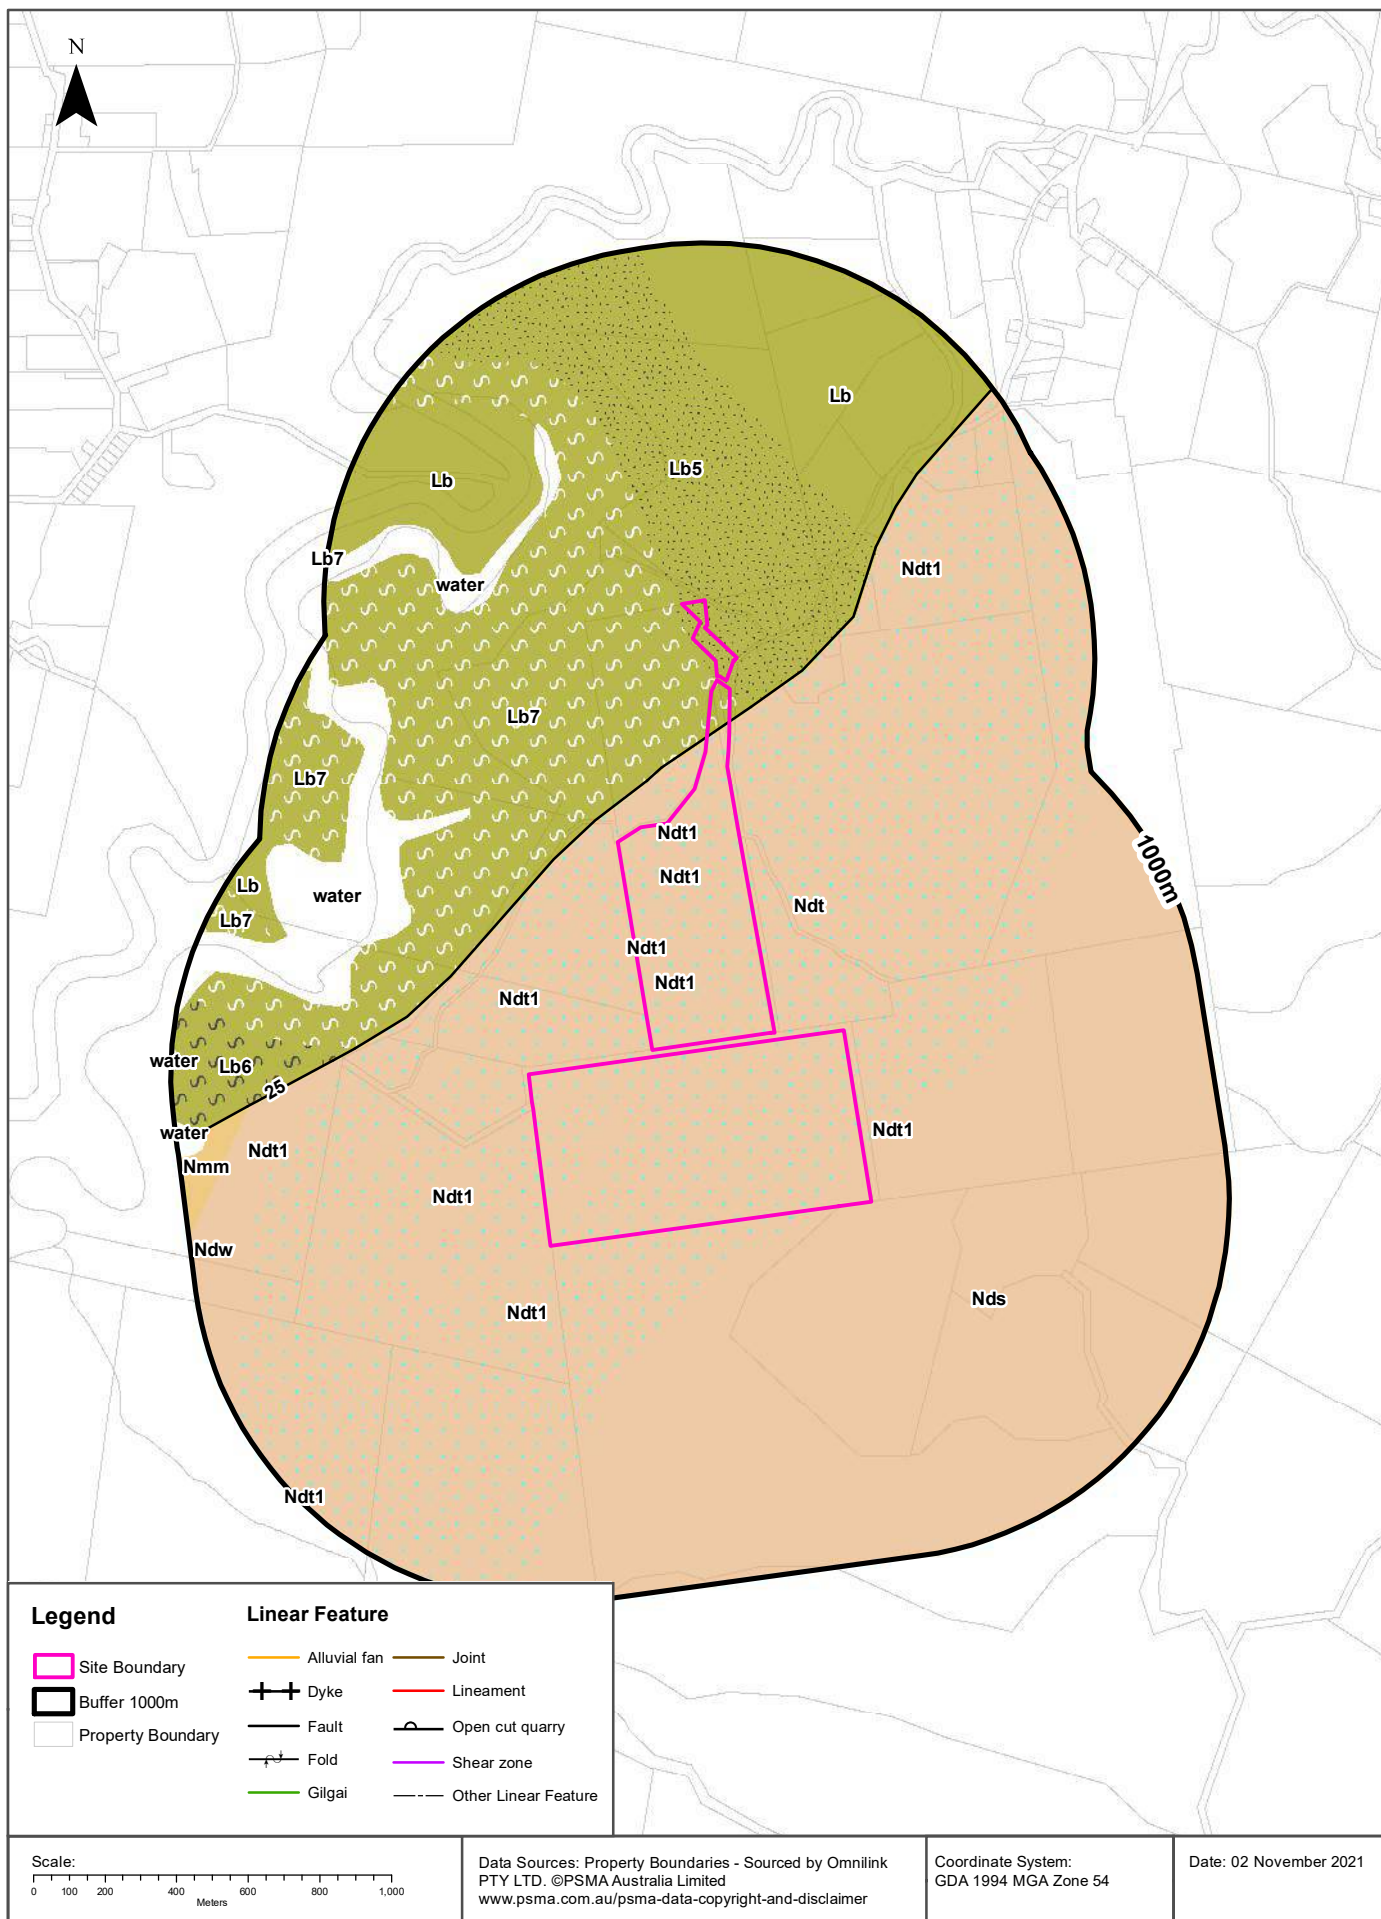 N
Lb
Lb5
Lb
Lb7
water
Ndt1
Lb7
Lb7
Ndt1
1000m
Ndt1
Lb
water
Ndt
Lb7
Ndt1
Ndt1
Ndt1
water
Lb6
25
water
Ndt1
Ndt1
Nmm
Ndt1
Ndw
Nds
Ndt1
Ndt1
Legend
Site Boundary
Buffer 1000m
Property Boundary
Linear Feature
Alluvial fan
Dyke
Fault
Fold
Gilgai
Joint
Lineament
Open cut quarry
Shear zone
Other Linear Feature
Scale:
0 100 200 400 600 800 1,000
Meters
Data Sources: Property Boundaries - Sourced by Omnilink
PTY LTD. ©PSMA Australia Limited
www.psma.com.au/psma-data-copyright-and-disclaimer
Coordinate System:
GDA 1994 MGA Zone 54
Date: 02 November 2021